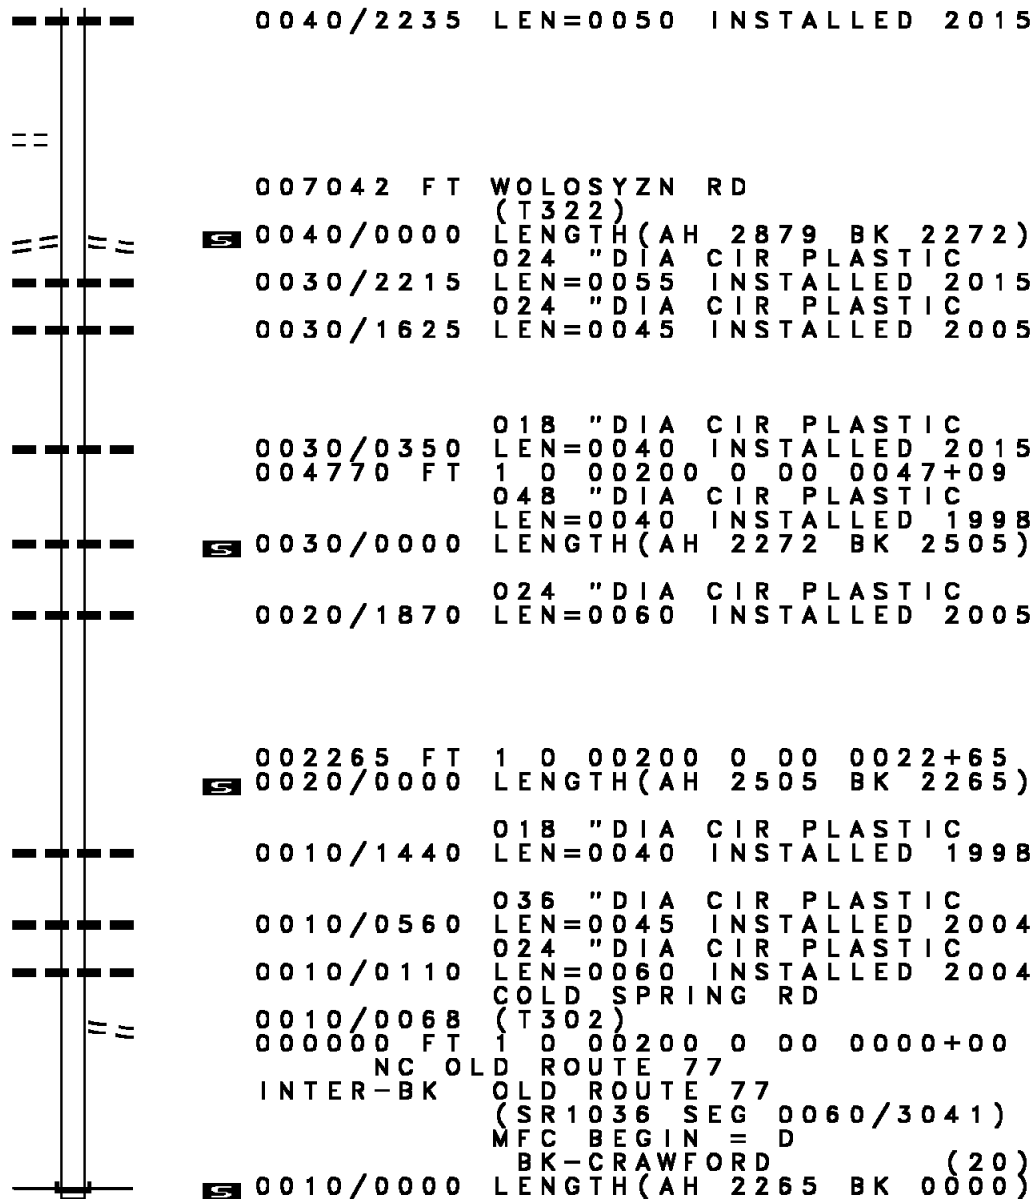 0040/2235 LEN=0050 INSTALLED 2015
007042 FT WOLOSYZN RD
(T322)
S 0040/0000 LENGTH(AH 2879 BK 2272)
024 "DIA CIR PLASTIC
0030/2215 LEN=0055 INSTALLED 2015
024 "DIA CIR PLASTIC
0030/1625 LEN=0045 INSTALLED 2005
018 "DIA CIR PLASTIC
0030/0350 LEN=0040 INSTALLED 2015
004770 FT 1 0 00200 0 00 0047+09
048 "DIA CIR PLASTIC
LEN=0040 INSTALLED 1998
S 0030/0000 LENGTH(AH 2272 BK 2505)
024 "DIA CIR PLASTIC
0020/1870 LEN=0060 INSTALLED 2005
002265 FT 1 0 00200 0 00 0022+65
S 0020/0000 LENGTH(AH 2505 BK 2265)
018 "DIA CIR PLASTIC
0010/1440 LEN=0040 INSTALLED 1998
036 "DIA CIR PLASTIC
0010/0560 LEN=0045 INSTALLED 2004
024 "DIA CIR PLASTIC
0010/0110 LEN=0060 INSTALLED 2004
COLD SPRING RD
0010/0068 (T302)
000000 FT 1 0 00200 0 00 0000+00
NC OLD ROUTE 77
INTER-BK OLD ROUTE 77
(SR1036 SEG 0060/3041)
MFC BEGIN = D
BK-CRAWFORD (20)
S 0010/0000 LENGTH(AH 2265 BK 0000)